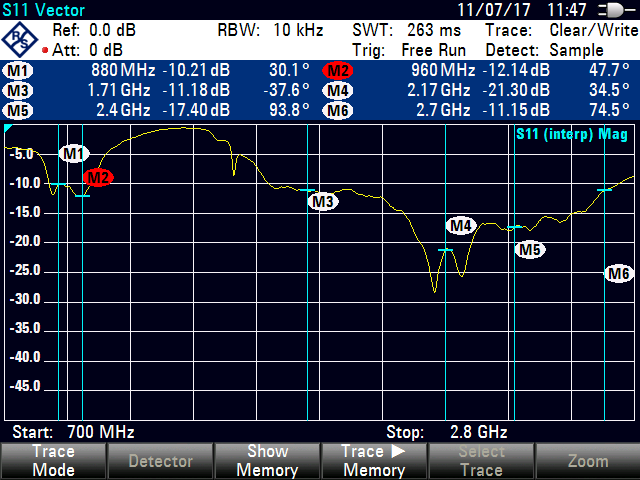 S11 Vector 11/07/17 11:47
Ref: 0.0 dB RBW: 10 kHz SWT: 263 ms Trace: Clear/Write
Att: 0 dB Trig: Free Run Detect: Sample
M1 880 MHz -10.21 dB 30.1 º M2 960 MHz -12.14 dB 47.7 º
M3 1.71 GHz -11.18 dB -37.6 º M4 2.17 GHz -21.30 dB 34.5 º
M5 2.4 GHz -17.40 dB 93.8 º M6 2.7 GHz -11.15 dB 74.5 º
S11 (interp) Mag
-5.0
M1
M2
-10.0
M3
-15.0
M4
-20.0
M5
-25.0
M6
-30.0
-35.0
-40.0
-45.0
Start: 700 MHz Stop: 2.8 GHz
Trace Mode Detector Show Memory Trace ▶ Memory Select Trace Zoom
R&S